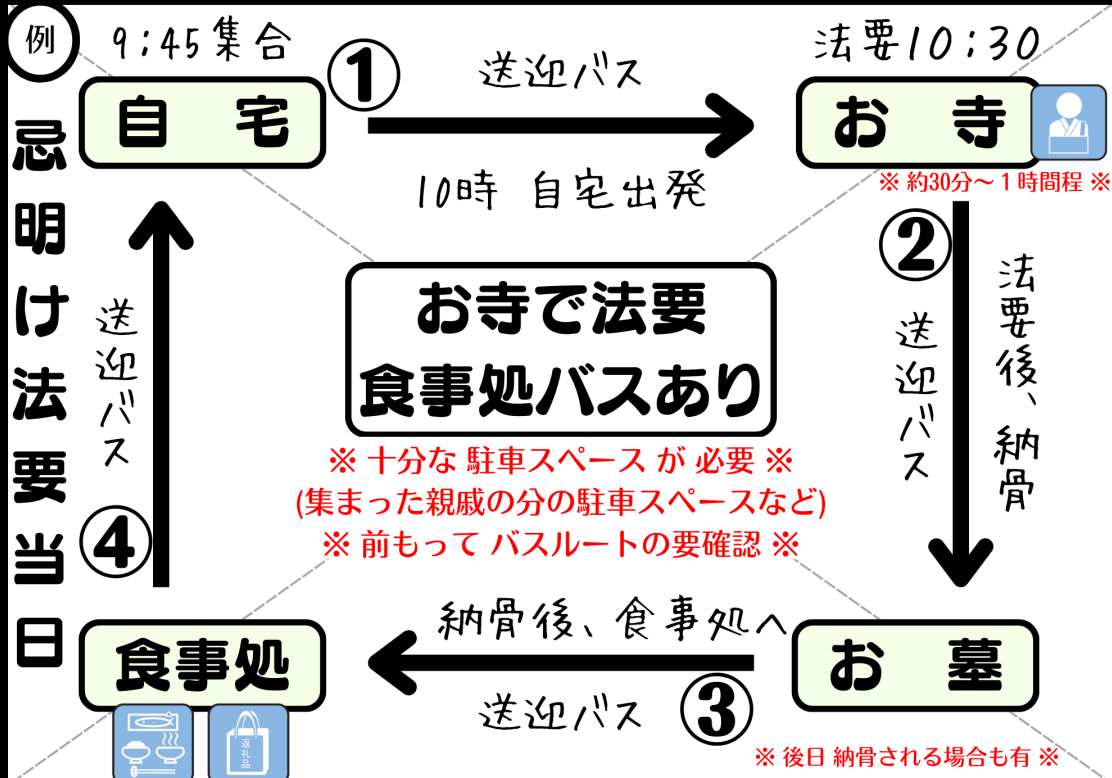 例
忌明け法要当日
9:45集合
自宅
①
送迎バス
10時 自宅出発
法要10:30
お寺
※ 約30分～1時間程 ※
②
送迎バス
法要後、納骨
お寺で法要
食事処バスあり
※ 十分な 駐車スペース が 必要 ※
(集まった親戚の分の駐車スペースなど)
※ 前もって バスルートの要確認 ※
お墓
※ 後日 納骨される場合も有 ※
納骨後、食事処へ
③
送迎バス
食事処
返礼品
④
送迎バス